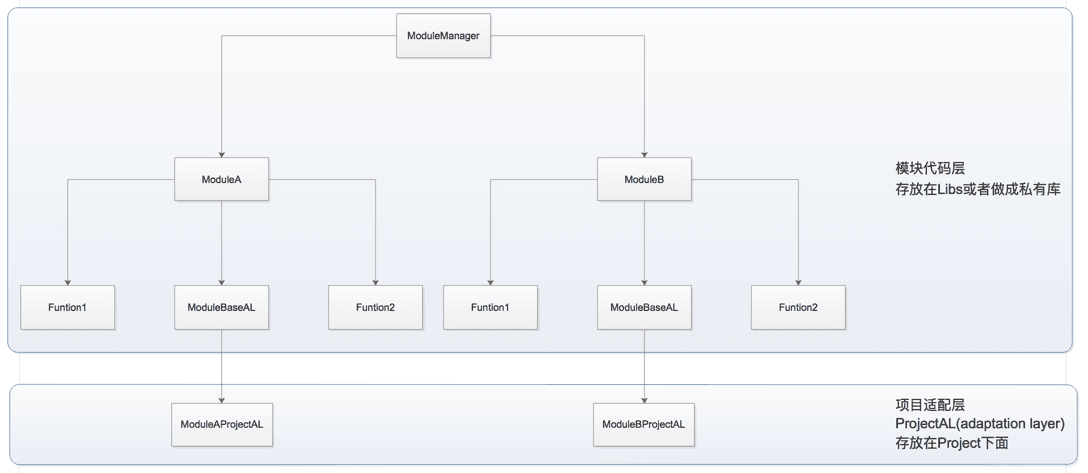 ModuleManager
ModuleA
ModuleB
模块代码层
存放在Libs或者做成私有库
Funtion1
ModuleBaseAL
Funtion2
Funtion1
ModuleBaseAL
Funtion2
ModuleAProjectAL
ModuleBProjectAL
项目适配层
ProjectAL(adaptation layer)
存放在Project下面